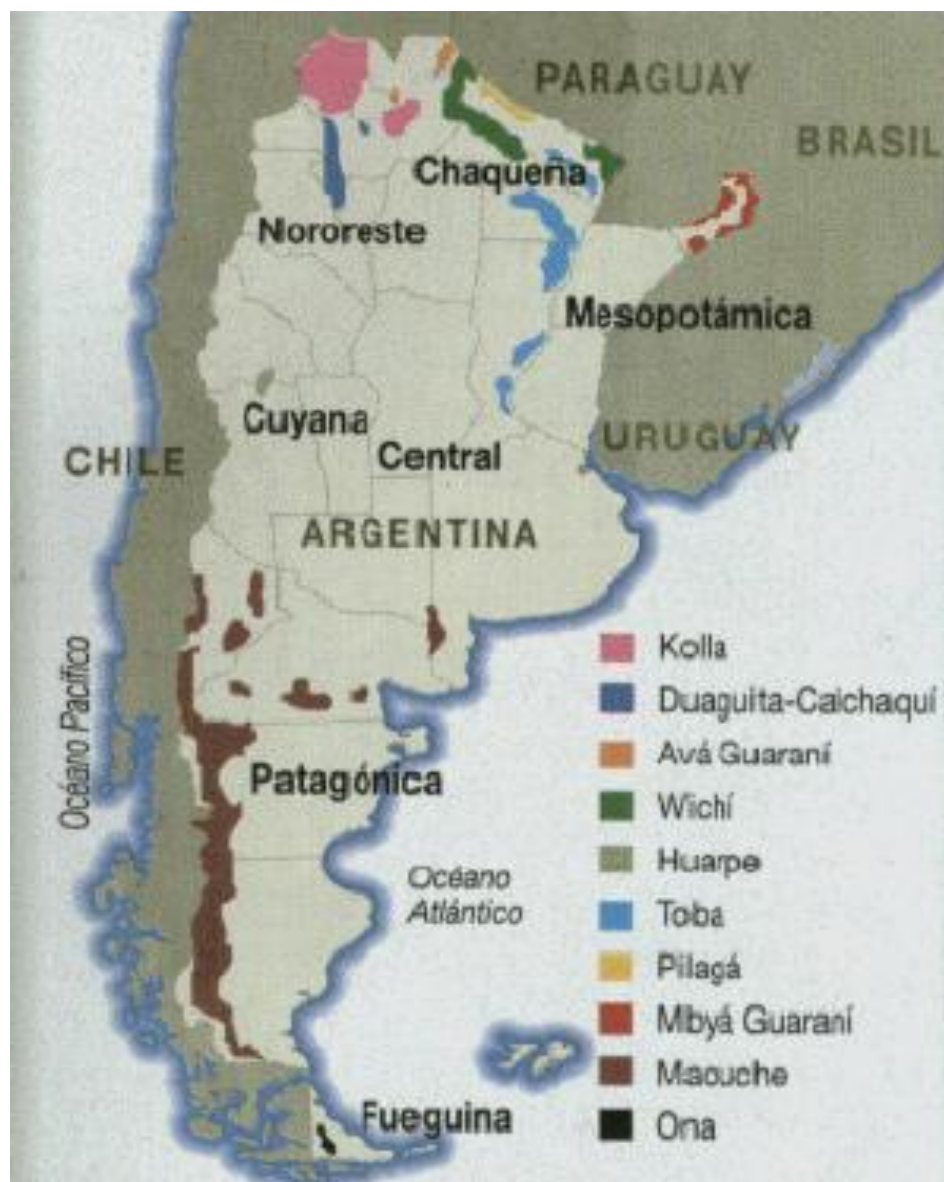 PARAGUAY
BRASIL
Chaqueña
Nororeste
Mesopotámica
Cuyana
CHILE
Central
URUGUAY
ARGENTINA
Océano Pacífico
Kolla
Duaguita-Calchaquí
Avá Guaraní
Patagónica
Wichí
Huarpe
Océano
Atlántico
Toba
Pilagá
Mbyá Guaraní
Maouche
Fueguina
Ona